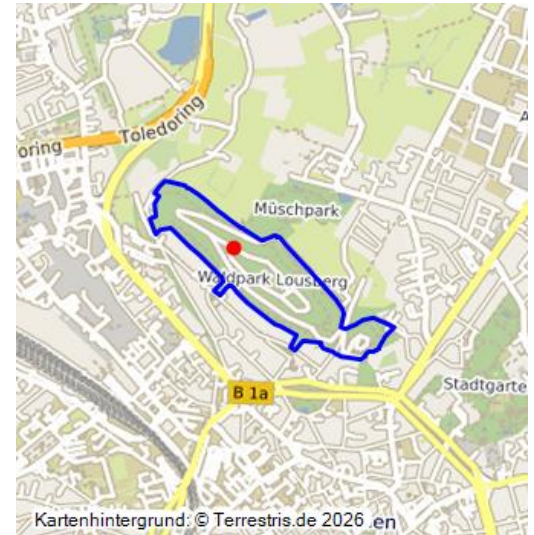 Toledoring
oring
Müschpark
Waldpark Lousberg
B 1a
Stadtgarte
Kartenhintergrund: © Terrestris.de 2026
en